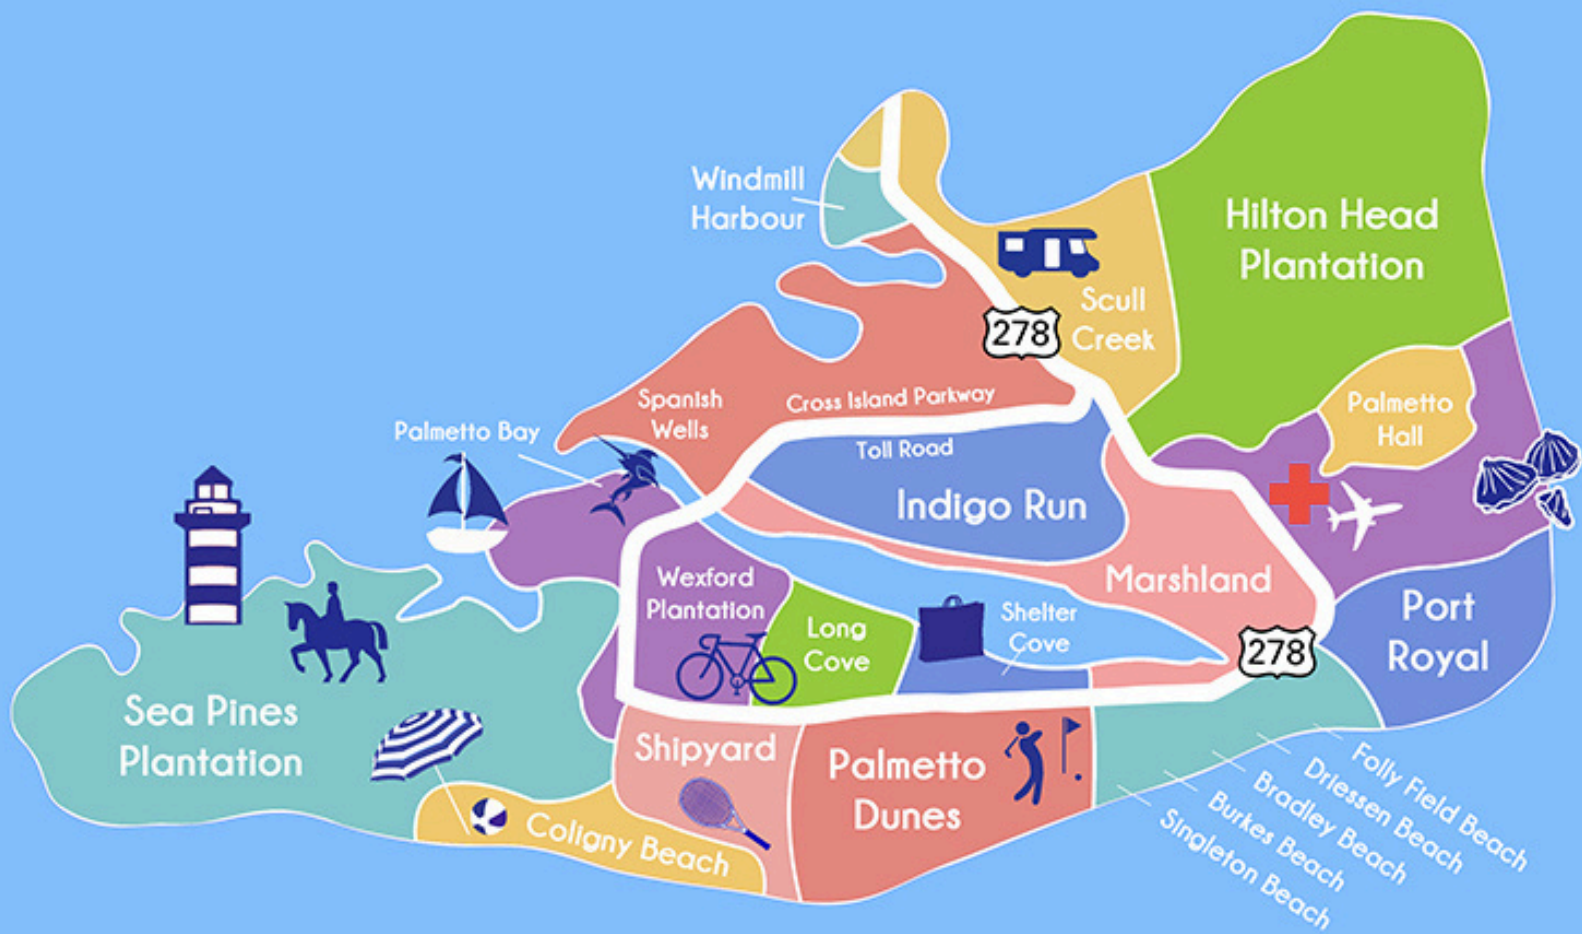 Windmill
Harbour
Hilton Head
Plantation
Scull
Creek
278
Spanish
Wells
Cross Island Parkway
Palmetto
Hall
Palmetto Bay
Toll Road
Indigo Run
Wexford
Plantation
Marshland
Long
Cove
Shelter
Cove
Port
Royal
278
Sea Pines
Plantation
Shipyard
Palmetto
Dunes
Coligny Beach
Folly Field Beach
Driessen Beach
Bradley Beach
Burkes Beach
Singleton Beach